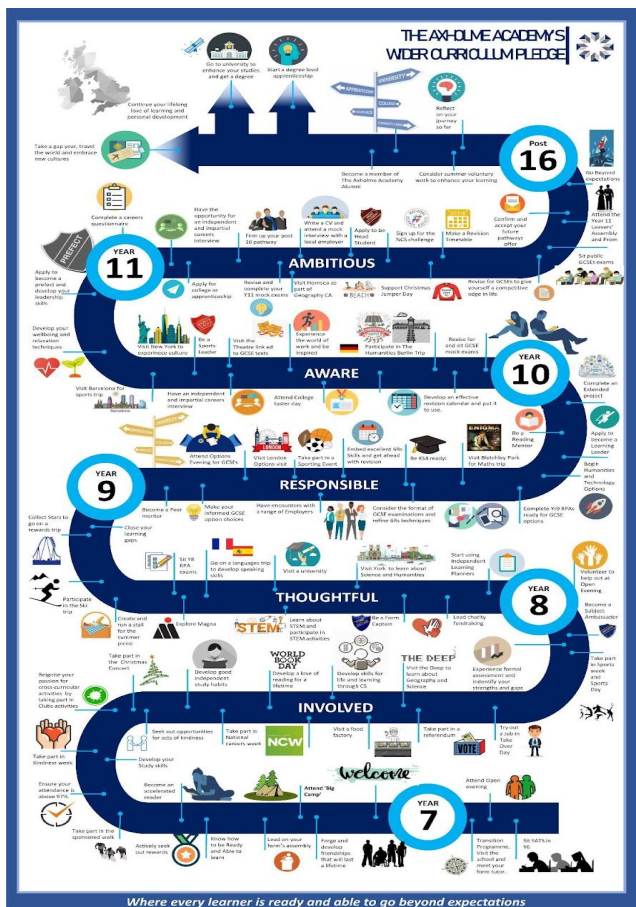 THE AXHOLME ACADEMY'S
WIDER CURRICULUM PLEDGE
Go to university to
enhance your studies
and get a degree
Start a degree level
apprenticeship
APPRENTICESHIP
UNIVERSITY
COLLEGE
Reflect
on your
journey
so far
Continue your lifelong
love of learning and
personal development
Take a gap year, travel
the world and embrace
new cultures
Become a member of
The Axholme Academy
Alumni
Consider summer voluntary
work to enhance your learning
Post
16
Go Beyond
expectations
Complete a careers
questionnaire
Have the
opportunity for
an independent
and impartial
careers
interview
Firm up your post
16 pathway
Write a CV and
attend a mock
interview with a
local employer
Apply to
be Head
Student
Sign up for the
NCS challenge
Make a Revision
Timetable
Confirm and
accept your
future
pathways
offer
Attend the
Year 11
Leavers'
Assembly
and Prom
Sit public
GCSEs exams
PREFECT
YEAR
11
AMBITIOUS
Apply to
become a
prefect and
develop your
leadership
skills
Apply for
college or
apprenticeship
Revise and
complete your
Y11 mock exams
Visit Hornsea as
part of
Geography CA
BEACH
Support Christmas
Jumper Day
Revise for GCSEs to give
yourself a competitive
edge in life
Develop your
wellbeing and
relaxation
techniques
Visit New York to
experience culture
Be a
Sports
Leader
Visit the
Theatre linked
to GCSE texts
Experience
the world of
work and be
inspired
Participate in The
Humanities Berlin Trip
Revise for
and sit GCSE
mock exams
AWARE
YEAR
10
Complete an
Extended
project
Visit Barcelona for
sports trip
Have an independent
and impartial careers
interview
Attend College
taster day
Develop an effective
revision calendar and put it
to use.
Be a
Reading
Mentor
Apply to
become a
Learning
Leader
Attend Options
Evening for GCSEs
LONDON
Visit London
Options visit
Take part in a
Sporting Event
Embed excellent 6Rs
Skills and get ahead
with revision
Be KS4 ready!
ENIGMA
Visit Bletchley Park
for Maths trip
Begin
Humanities
and
Technology
Options
YEAR
9
RESPONSIBLE
Collect Stars to
go on a
rewards trip
Become a Peer
mentor
Close your
learning
gaps
Make your
informed GCSE
option choices
Have encounters with
a range of Employers
Consider the format of
GCSE examinations and
refine 6Rs techniques
Complete Yr9 RPAs
ready for GCSE
options
Sit Y8
RPA
exams
Go on a languages trip
to develop speaking
skills
Visit a university
Visit York to learn about
Science and Humanities
Start using
Independent
Learning
Planners
Volunteer to
help out at
Open
Evening
Participate
in the Ski
trip
THOUGHTFUL
YEAR
8
Become a
Subject
Ambassador
Create and
run a stall
for the
summer
picnic
Explore Magna
STEM
Learn about
STEM and
participate in
STEM activities
Be a Form
Captain
Lead charity
fundraising
Take part
in Sports
week
and
Sports
Day
Reignite your
passion for
cross-curricular
activities by
taking part in
Clubs activities
Take part in
the Christmas
Concert
Develop good
independent
study habits
WORLD
BOOK
DAY
Develop a love of
reading for a
lifetime
Develop skills for
life and learning
through CS
THE DEEP
Visit the Deep to
learn about
Geography and
Science
Experience formal
assessment and
indentify your
strengths and gaps
INVOLVED
Take part in
Kindness week
Seek out opportunities
for acts of kindness
Take part in
National
careers week
NCW
Visit a food
factory
Take part in a
referendum
VOTE
Try out
a Job in
Take
Over
Day
Develop your
Study skills
Ensure your
attendance is
above 97%
Become an
accelerated
reader
Attend 'Big
Camp'
welcome
Attend Open
evening
YEAR
7
Take part in the
sponsored walk
Actively seek
out rewards
Know how
to be Ready
and Able to
learn
Lead on your
form's assembly
Forge and
develop
friendships
that will last
a lifetime
Transition
Programme.
Visit the
school and
meet your
form tutor.
Sit SATS in
Y6
Where every learner is ready and able to go beyond expectations